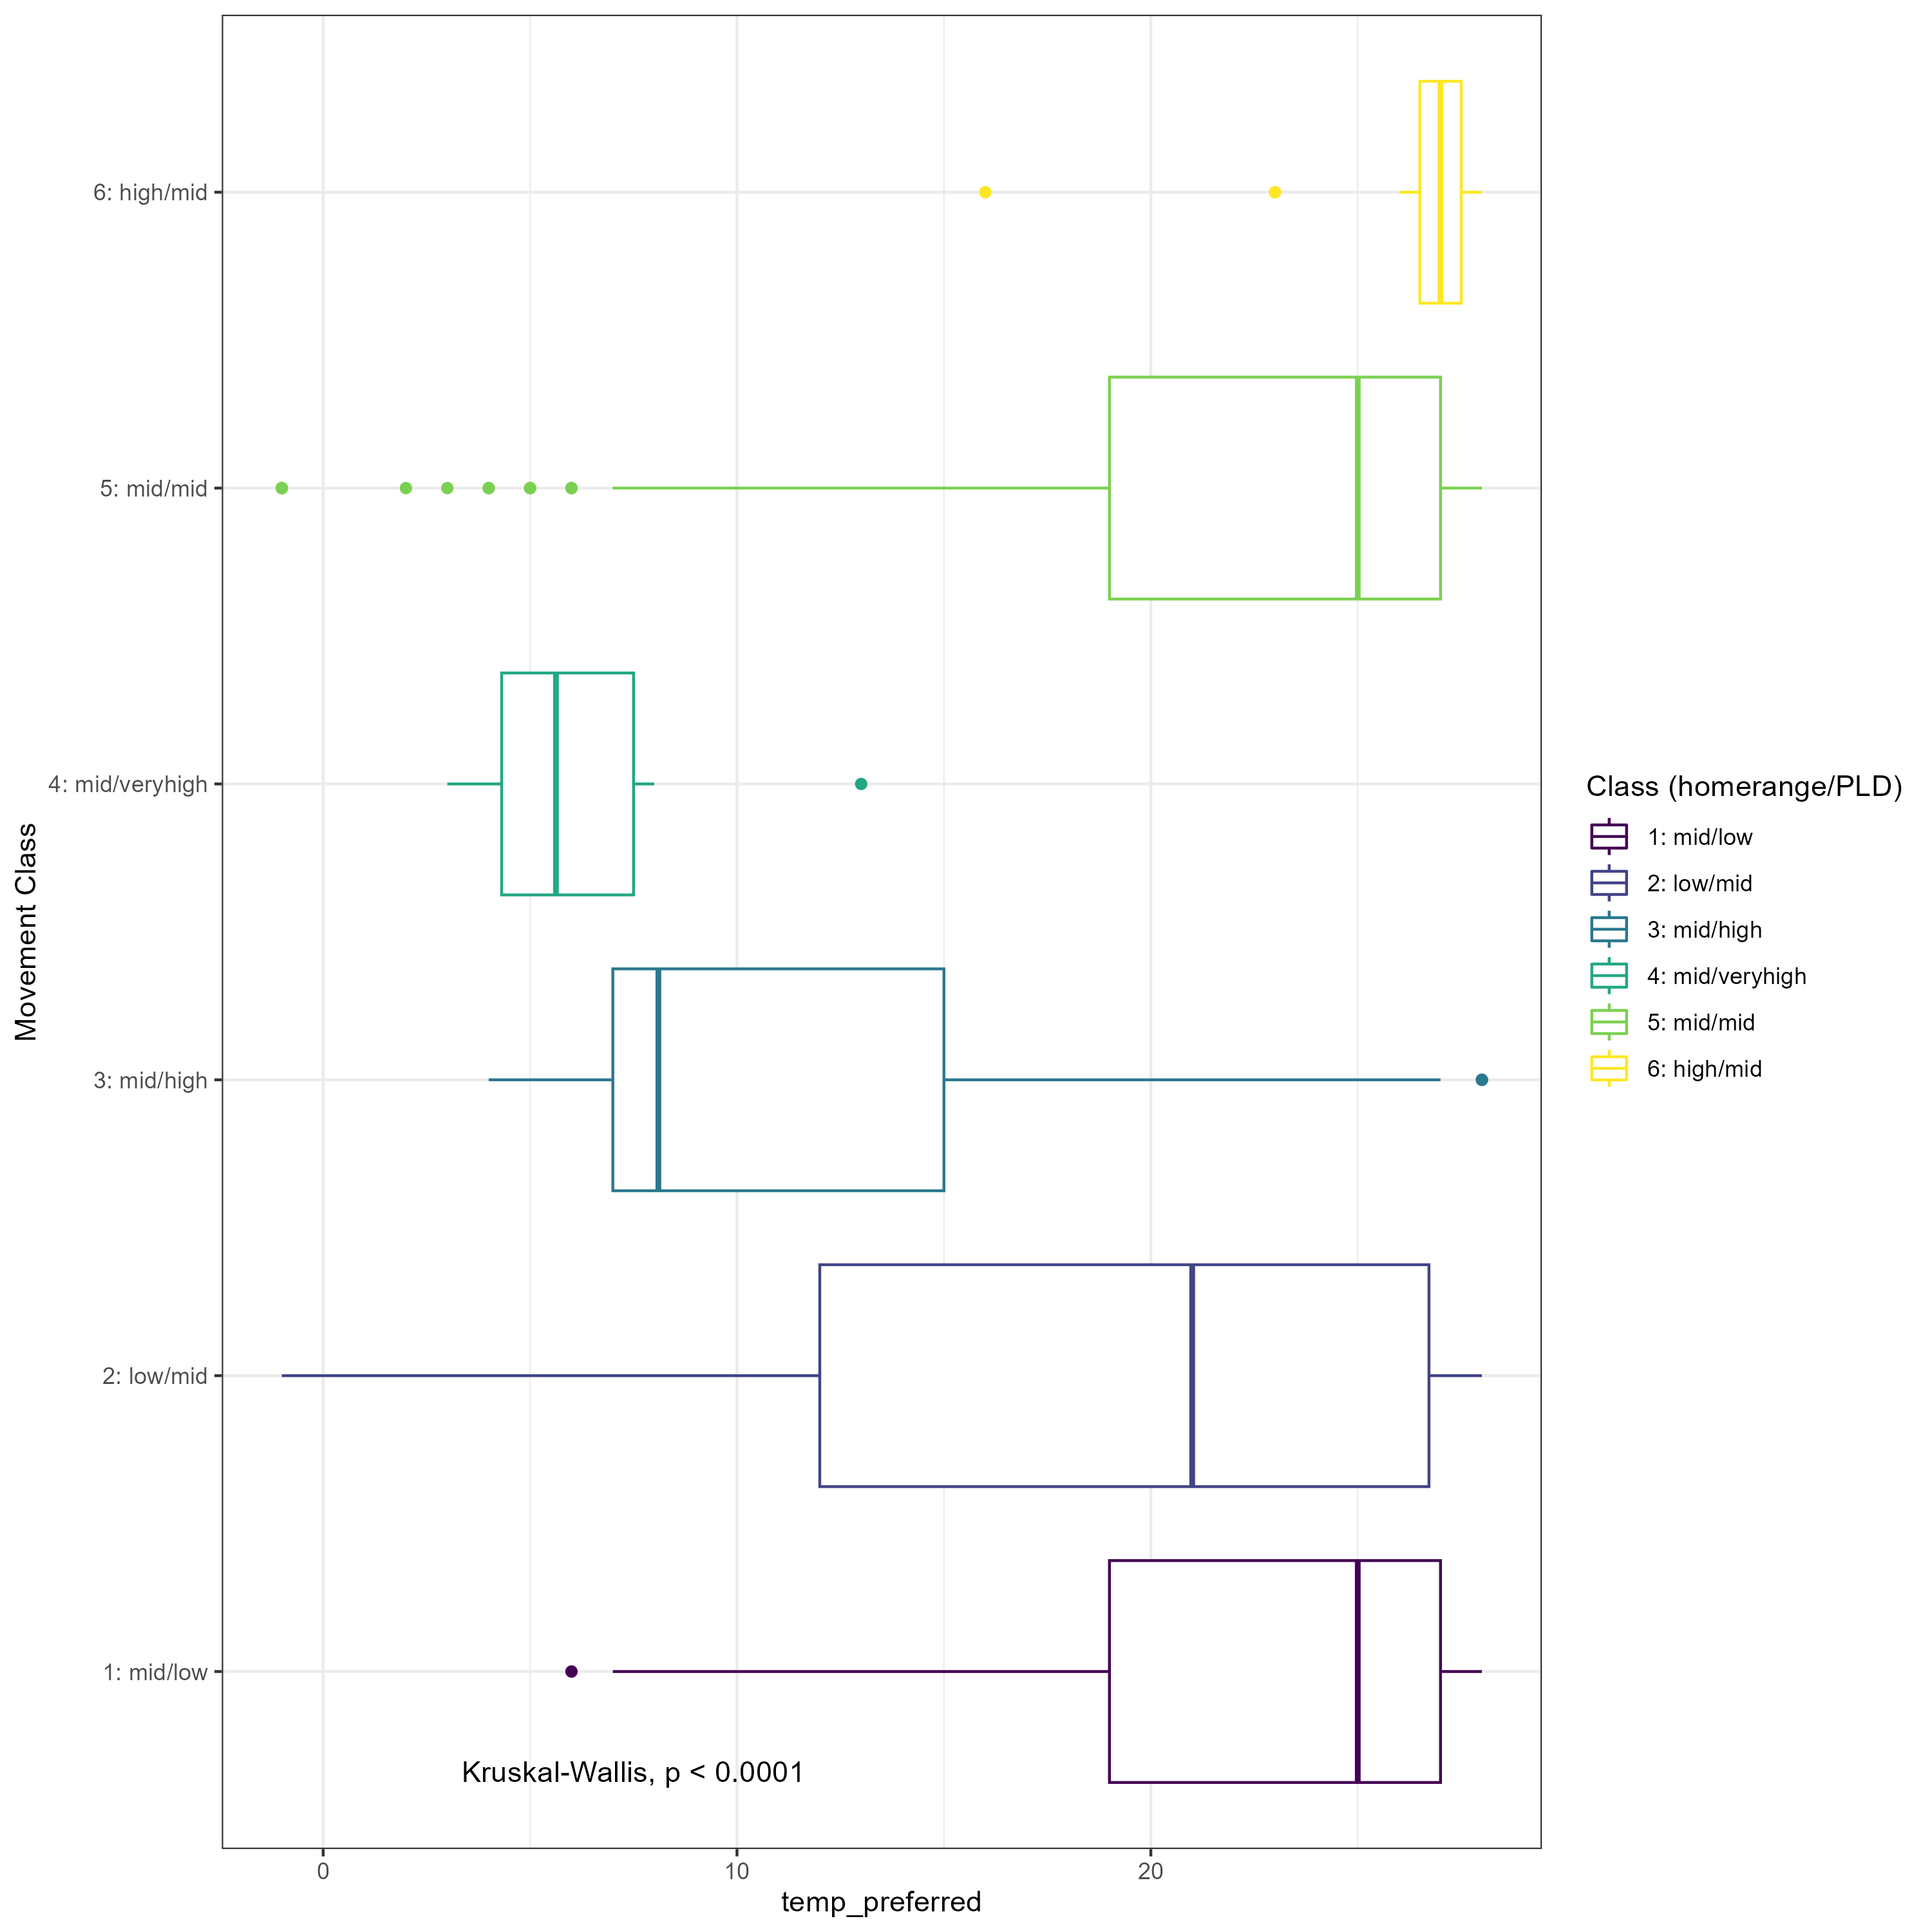 6: high/mid
5: mid/mid
4: mid/veryhigh
3: mid/high
2: low/mid
1: mid/low
Movement Class
Kruskal-Wallis, p < 0.0001
0 10 20
temp_preferred
Class (homerange/PLD)
1: mid/low
2: low/mid
3: mid/high
4: mid/veryhigh
5: mid/mid
6: high/mid